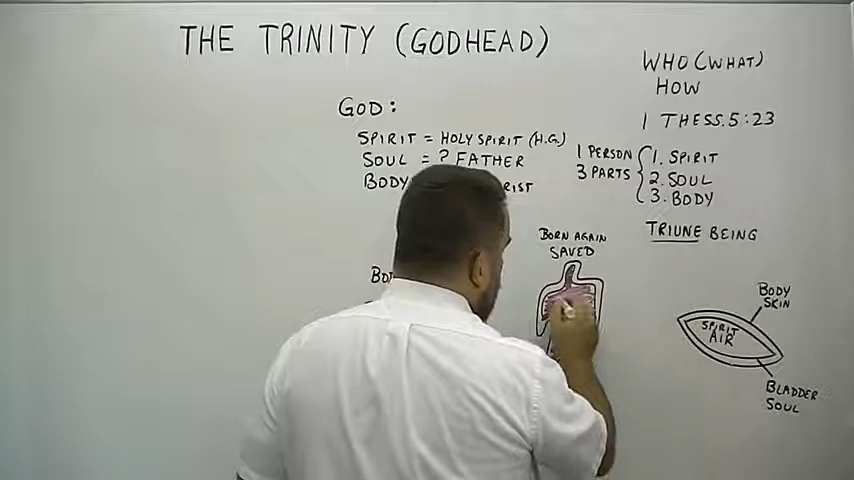 THE TRINITY (GODHEAD)
WHO (WHAT)
HOW
1 THESS. 5:23
1 PERSON
3 PARTS
1. SPIRIT
2. SOUL
3. BODY
TRIUNE BEING
GOD:
SPIRIT = HOLY SPIRIT (H.G.)
SOUL = ? FATHER
BODY
BORN AGAIN
SAVED
BODY
SKIN
SPIRIT
AIR
BLADDER
SOUL